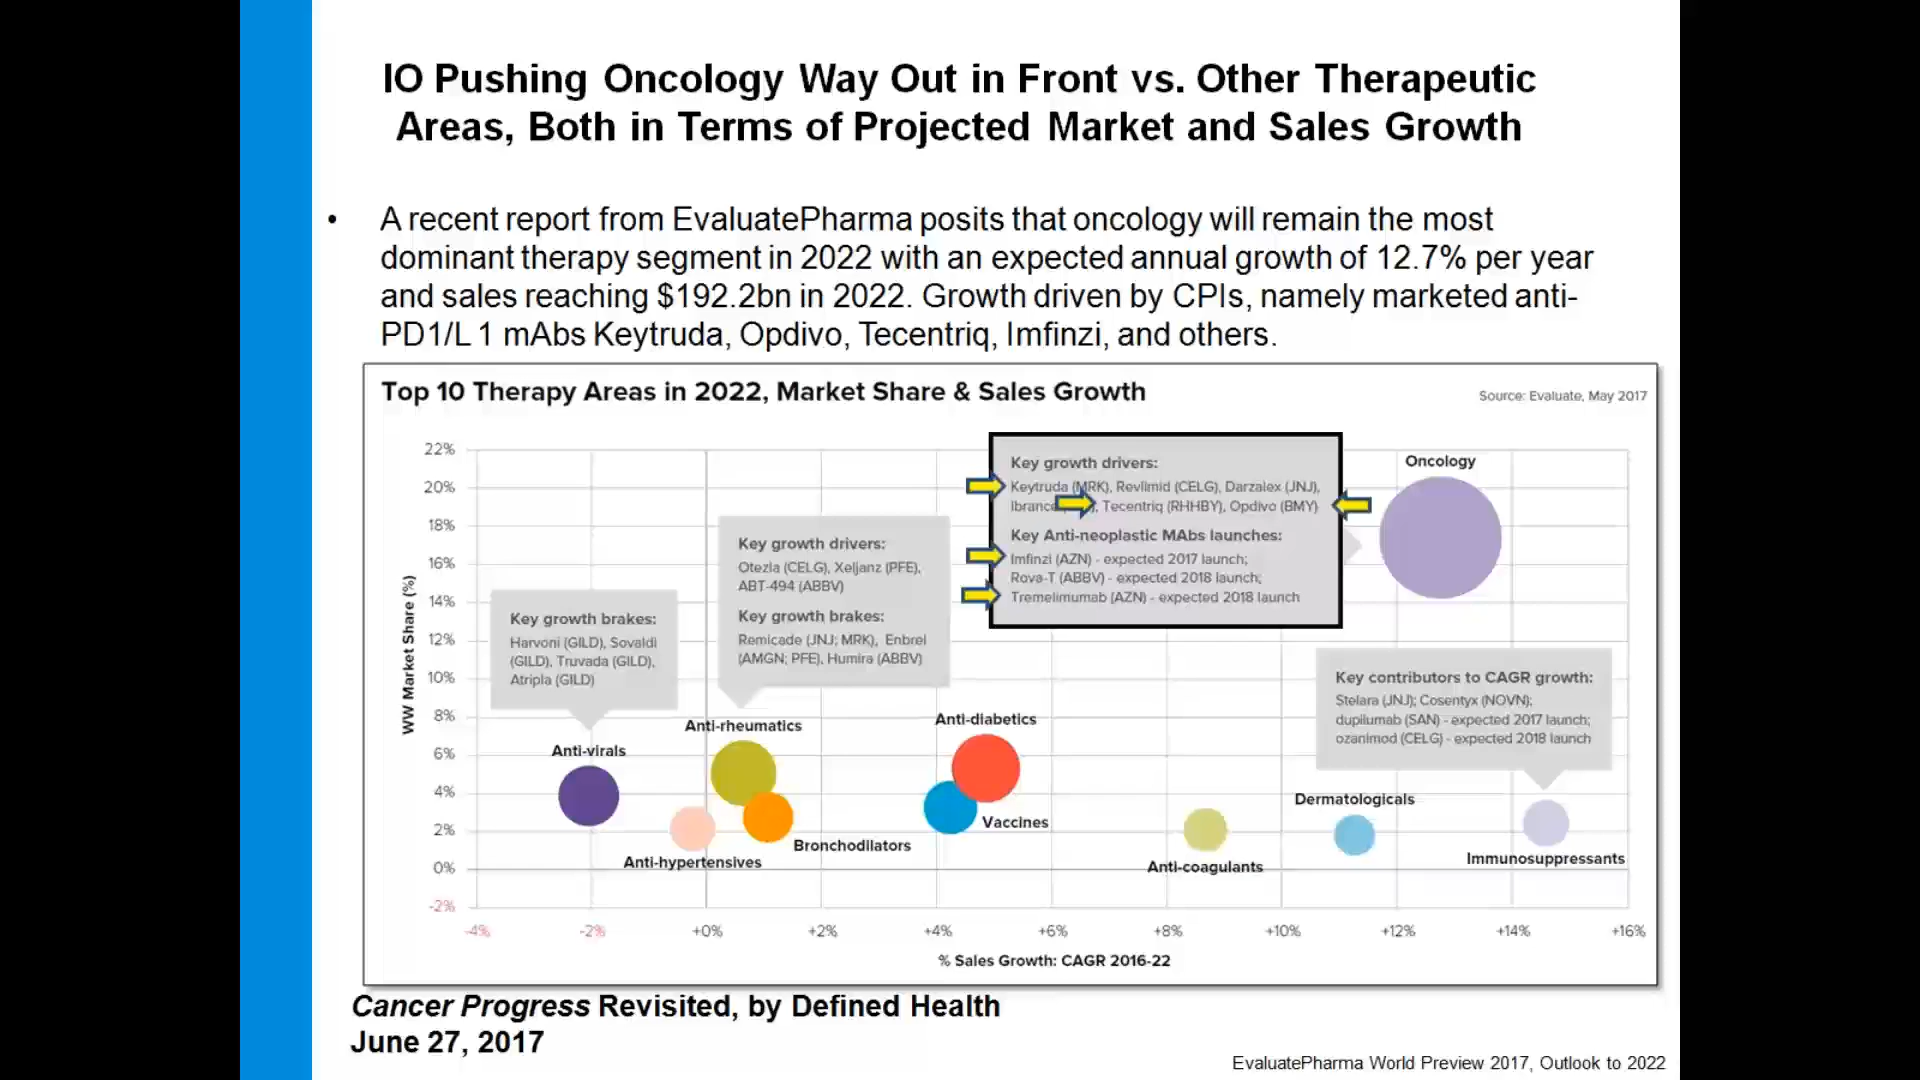 IO Pushing Oncology Way Out in Front vs. Other Therapeutic
Areas, Both in Terms of Projected Market and Sales Growth
• A recent report from EvaluatePharma posits that oncology will remain the most
dominant therapy segment in 2022 with an expected annual growth of 12.7% per year
and sales reaching $192.2bn in 2022. Growth driven by CPIs, namely marketed anti-
PD1/L1 mAbs Keytruda, Opdivo, Tecentriq, Imfinzi, and others.
Top 10 Therapy Areas in 2022, Market Share & Sales Growth
Source: Evaluate, May 2017
WW Market Share (%)
22%
20%
18%
16%
14%
12%
10%
8%
6%
4%
2%
0%
-2%
Key growth brakes:
Harvoni (GILD), Sovaldi
(GILD), Truvada (GILD),
Atripla (GILD)
Anti-virals
Key growth drivers:
Otezla (CELG), Xeljanz (PFE),
ABT-494 (ABBV)
Key growth brakes:
Remicade (JNJ; MRK), Enbrel
(AMGN; PFE), Humira (ABBV)
Anti-rheumatics
Anti-hypertensives
Bronchodilators
Anti-diabetics
Vaccines
Key growth drivers:
Keytruda (MRK), Revlimid (CELG), Darzalex (JNJ),
Ibrance Tecentriq (RHHBY), Opdivo (BMY)
Key Anti-neoplastic MAbs launches:
Imfinzi (AZN) - expected 2017 launch;
Rova-T (ABBV) - expected 2018 launch;
Tremelimumab (AZN) - expected 2018 launch
Oncology
Key contributors to CAGR growth:
Stelara (JNJ); Cosentyx (NOVN);
dupilumab (SAN) - expected 2017 launch;
ozanimod (CELG) - expected 2018 launch
Anti-coagulants
Dermatologicals
Immunosuppressants
-4% -2% +0% +2% +4% +6% +8% +10% +12% +14% +16%
% Sales Growth: CAGR 2016-22
Cancer Progress Revisited, by Defined Health
June 27, 2017
EvaluatePharma World Preview 2017, Outlook to 2022